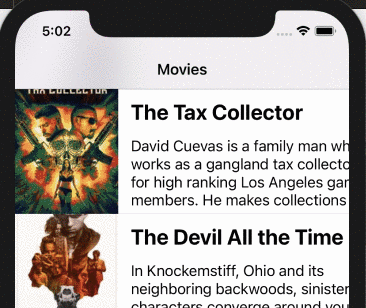 5:02
Movies
TAX COLLECTOR
The Tax Collector
David Cuevas is a family man wh
works as a gangland tax collecto
for high ranking Los Angeles gar
members. He makes collections
The Devil All the Time
In Knockemstiff, Ohio and its
neighboring backwoods, sinister
characters converge around you